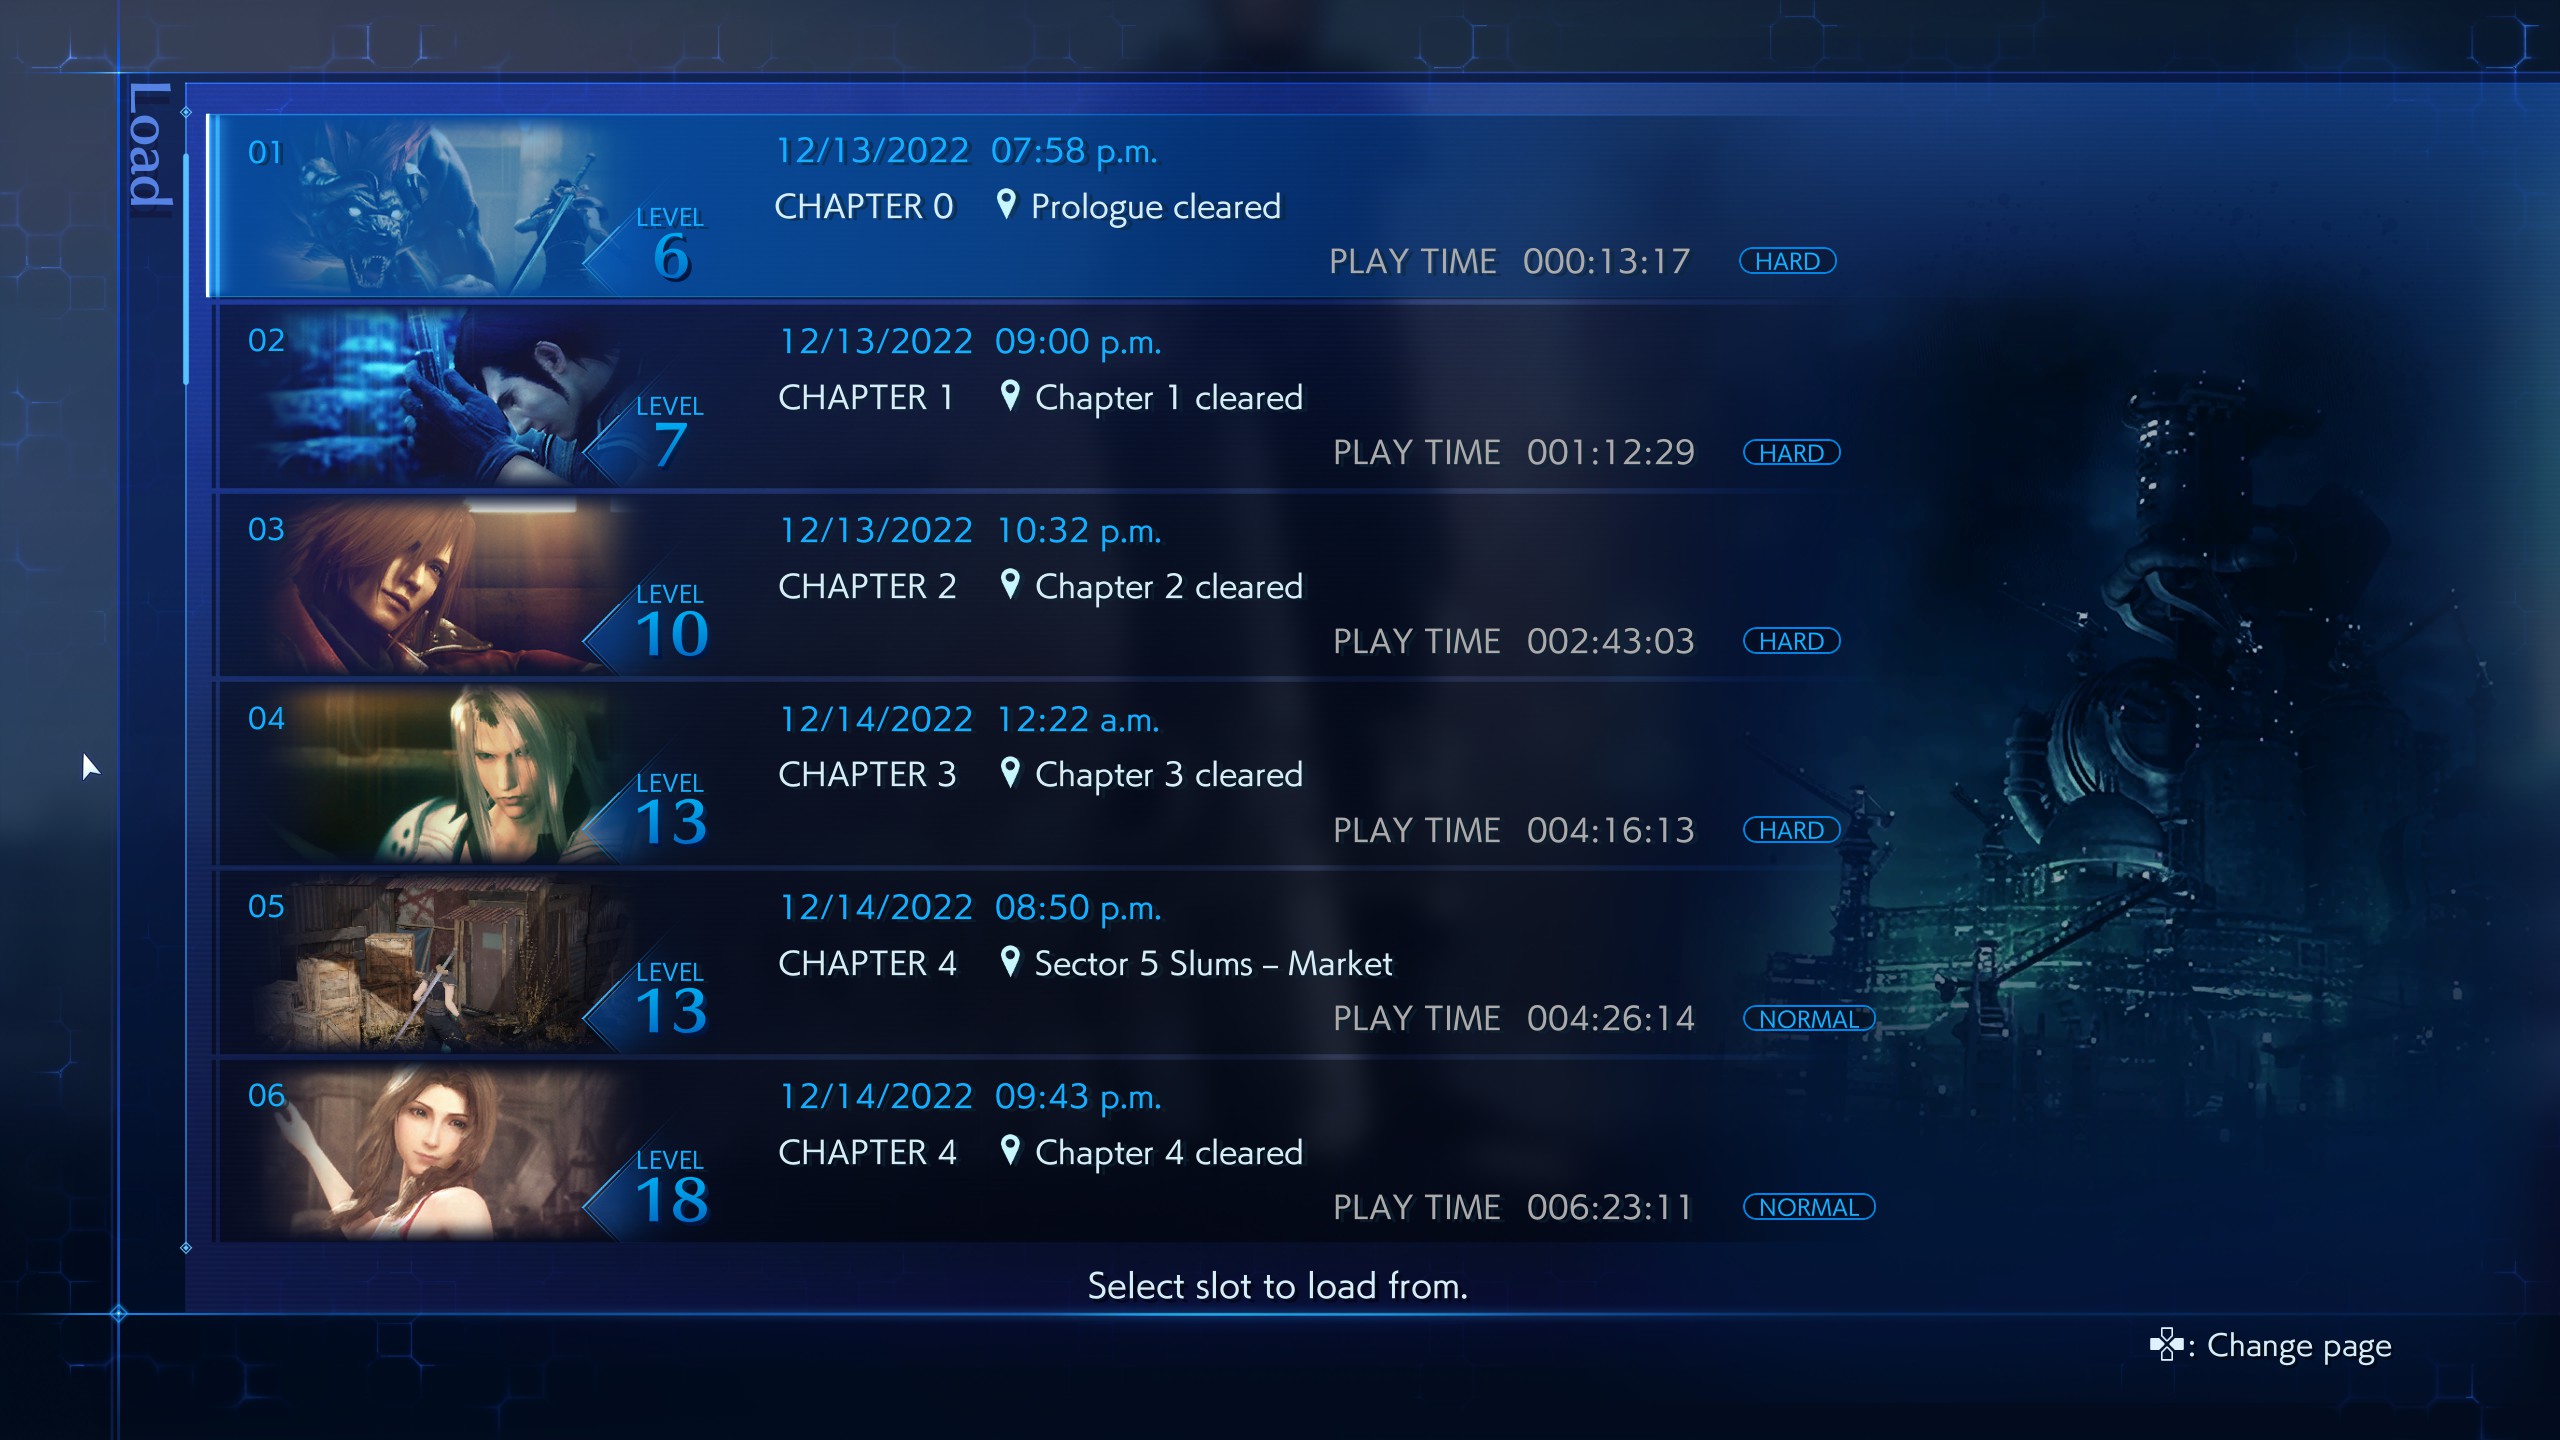 Load
01
12/13/2022 07:58 p.m.
CHAPTER 0 Prologue cleared
LEVEL
6
PLAY TIME 000:13:17 HARD
02
12/13/2022 09:00 p.m.
CHAPTER 1 Chapter 1 cleared
LEVEL
7
PLAY TIME 001:12:29 HARD
03
12/13/2022 10:32 p.m.
CHAPTER 2 Chapter 2 cleared
LEVEL
10
PLAY TIME 002:43:03 HARD
04
12/14/2022 12:22 a.m.
CHAPTER 3 Chapter 3 cleared
LEVEL
13
PLAY TIME 004:16:13 HARD
05
12/14/2022 08:50 p.m.
CHAPTER 4 Sector 5 Slums – Market
LEVEL
13
PLAY TIME 004:26:14 NORMAL
06
12/14/2022 09:43 p.m.
CHAPTER 4 Chapter 4 cleared
LEVEL
18
PLAY TIME 006:23:11 NORMAL
Select slot to load from.
: Change page